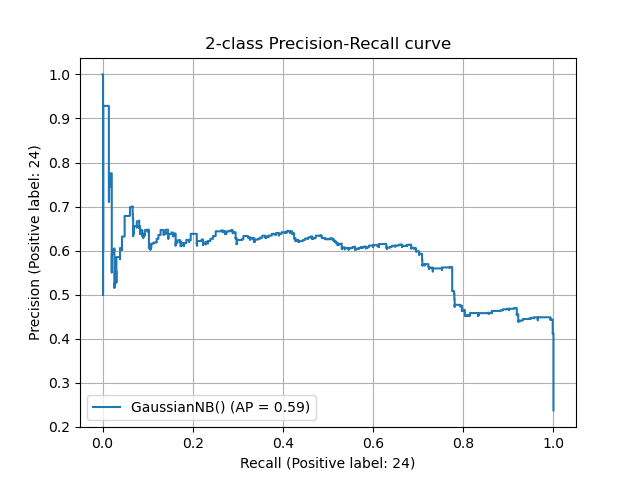 2-class Precision-Recall curve
1.0
0.9
0.8
0.7
0.6
0.5
0.4
0.3
0.2
Precision (Positive label: 24)
GaussianNB() (AP = 0.59)
0.0 0.2 0.4 0.6 0.8 1.0
Recall (Positive label: 24)